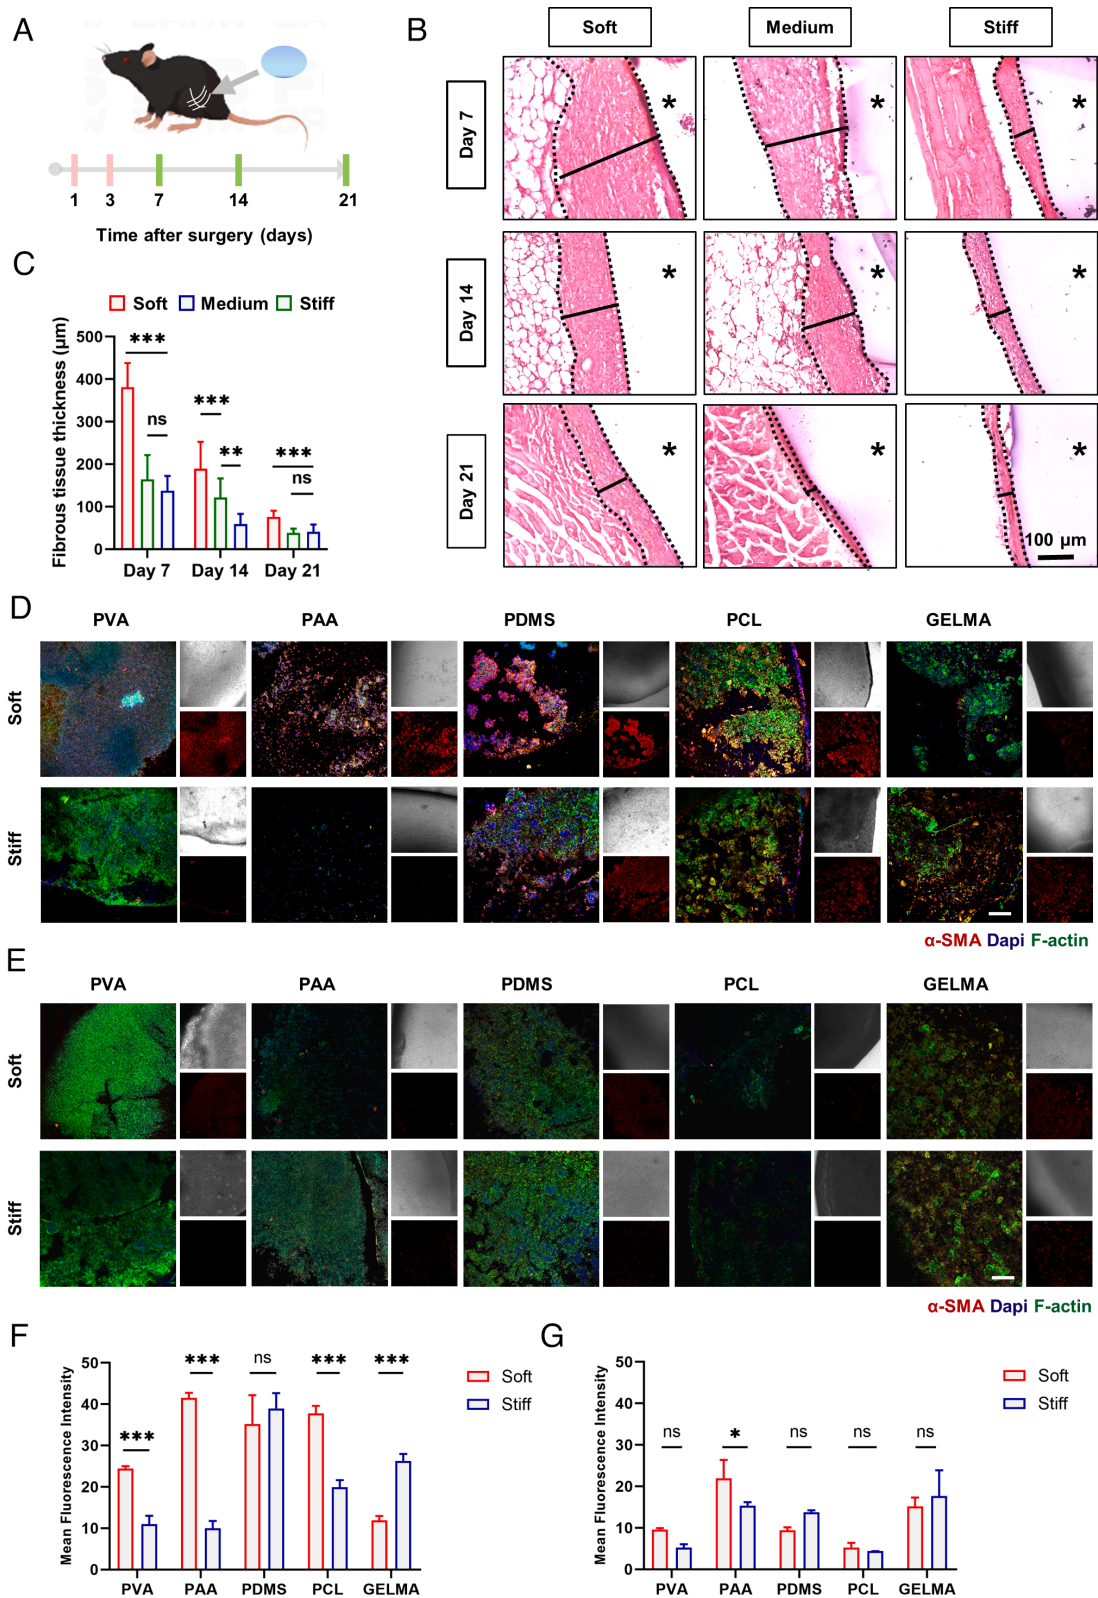 A
1 3 7 14 21
Time after surgery (days)
B
Soft Medium Stiff
Day 7
* * *
Day 14
* * *
Day 21
* * *
100 μm
C
Soft Medium Stiff
Fibrous tissue thickness (μm)
500
400
300
200
100
0
***
ns
***
**
***
ns
Day 7 Day 14 Day 21
D
PVA PAA PDMS PCL GELMA
Soft
Stiff
α-SMA Dapi F-actin
E
PVA PAA PDMS PCL GELMA
Soft
Stiff
α-SMA Dapi F-actin
F
Mean Fluorescence Intensity
50
40
30
20
10
0
*** *** ns *** ***
Soft
Stiff
PVA PAA PDMS PCL GELMA
G
Mean Fluorescence Intensity
50
40
30
20
10
0
ns * ns ns ns
Soft
Stiff
PVA PAA PDMS PCL GELMA